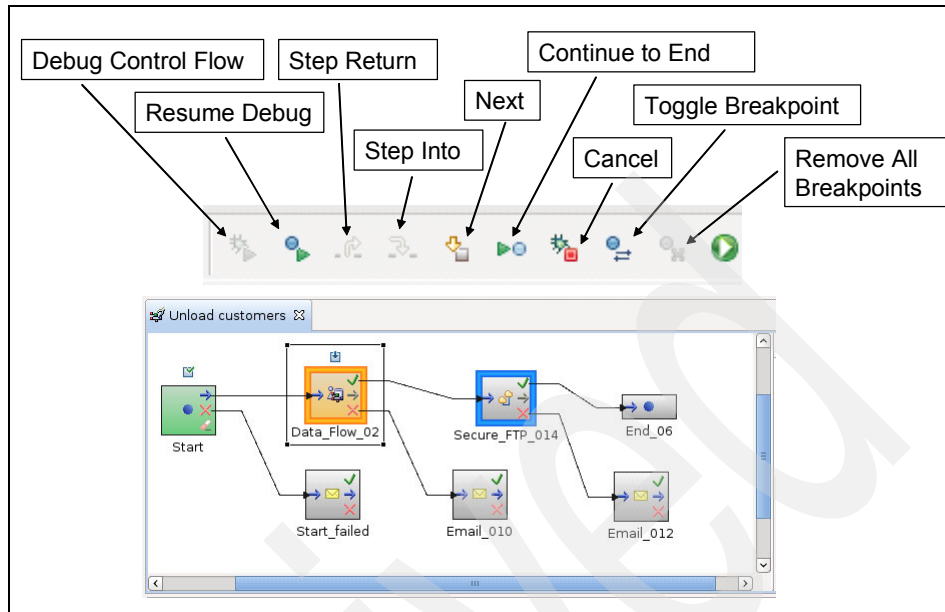 Debug Control Flow
Step Return
Continue to End
Resume Debug
Next
Toggle Breakpoint
Step Into
Cancel
Remove All
Breakpoints
Unload customers
Start
Data_Flow_02
Secure_FTP_014
End_06
Start_failed
Email_010
Email_012